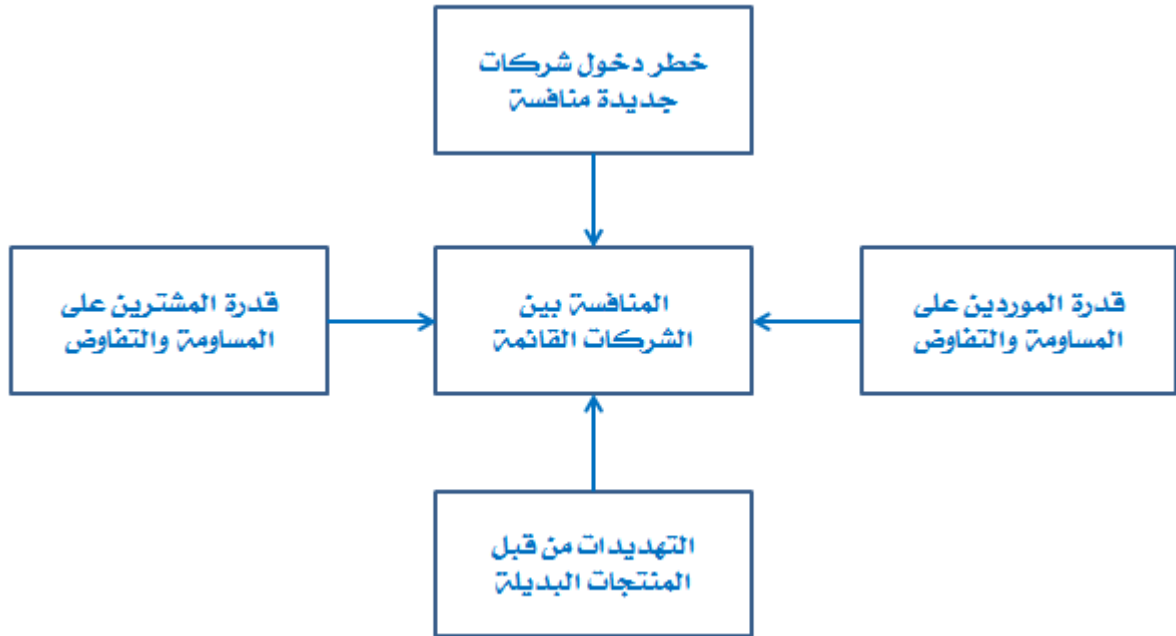 خطر دخول شركات
جديدة منافسة
قدرة الموردين على
المساومة والتفاوض
المنافسة بين
الشركات القائمة
قدرة المشترين على
المساومة والتفاوض
التهديدات من قبل
المنتجات البديلة